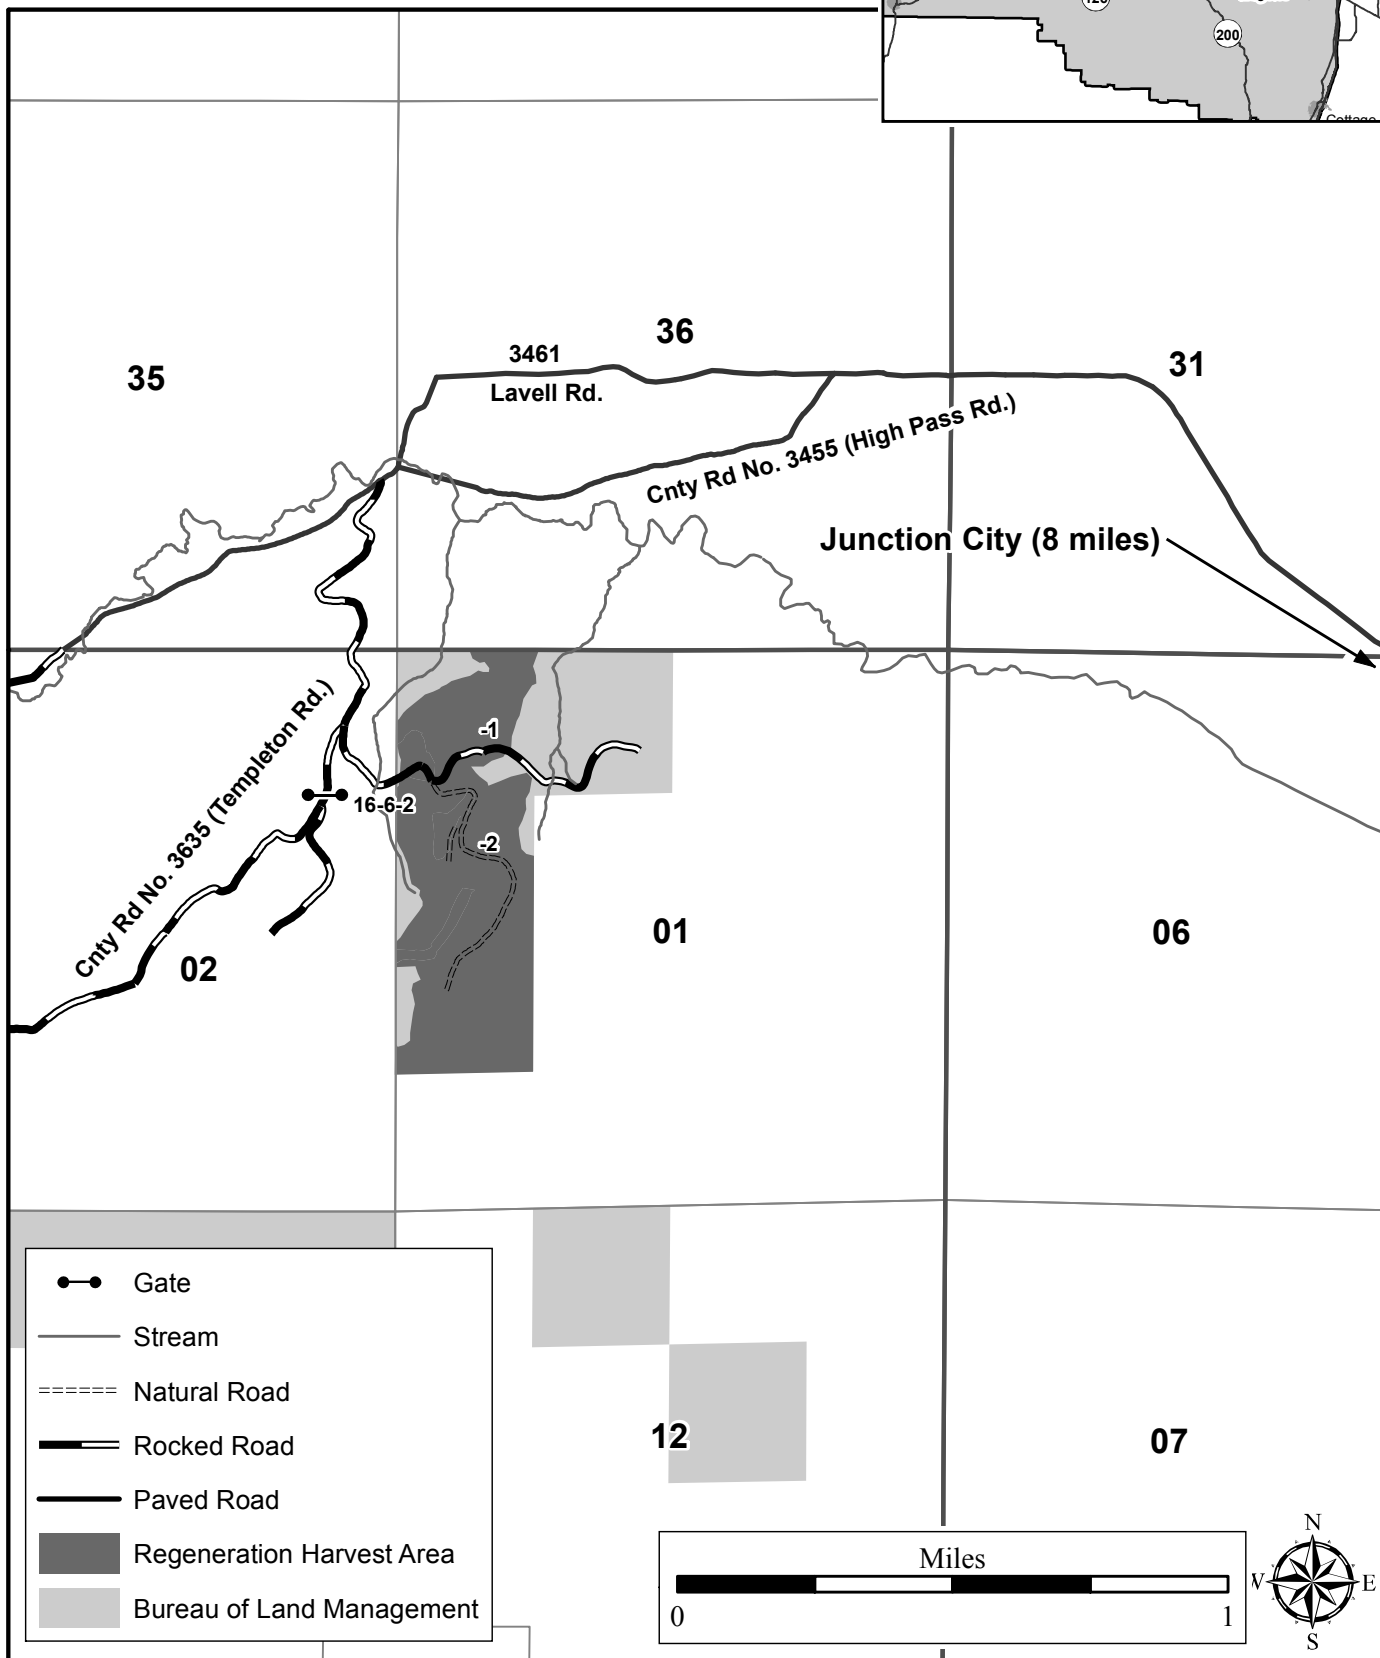 200
Cottage
36
35
3461
Lavell Rd.
31
Cnty Rd No. 3455 (High Pass Rd.)
Junction City (8 miles)
Cnty Rd No. 3635 (Templeton Rd.)
-1
16-6-2
-2
01
06
02
12
07
Gate
Stream
Natural Road
Rocked Road
Paved Road
Regeneration Harvest Area
Bureau of Land Management
Miles
0
1
N
E
S